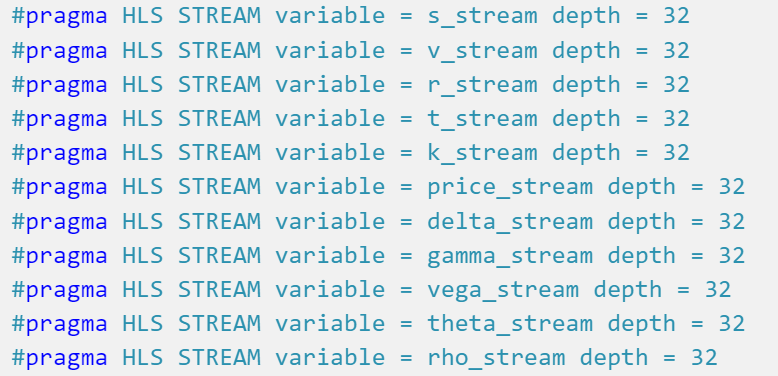 #pragma HLS STREAM variable = s_stream depth = 32
#pragma HLS STREAM variable = v_stream depth = 32
#pragma HLS STREAM variable = r_stream depth = 32
#pragma HLS STREAM variable = t_stream depth = 32
#pragma HLS STREAM variable = k_stream depth = 32
#pragma HLS STREAM variable = price_stream depth = 32
#pragma HLS STREAM variable = delta_stream depth = 32
#pragma HLS STREAM variable = gamma_stream depth = 32
#pragma HLS STREAM variable = vega_stream depth = 32
#pragma HLS STREAM variable = theta_stream depth = 32
#pragma HLS STREAM variable = rho_stream depth = 32